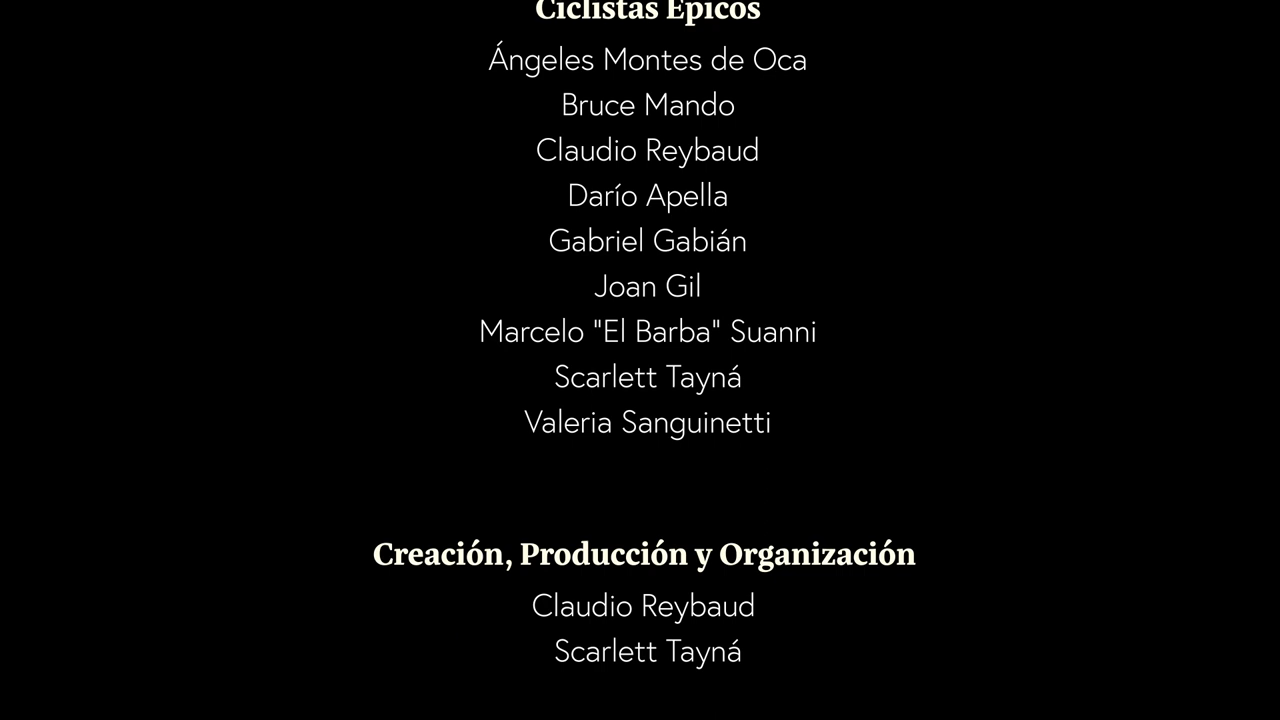 Ciclistas Épicos
Ángeles Montes de Oca
Bruce Mando
Claudio Reybaud
Darío Apella
Gabriel Gabián
Joan Gil
Marcelo "El Barba" Suanni
Scarlett Tayná
Valeria Sanguinetti
Creación, Producción y Organización
Claudio Reybaud
Scarlett Tayná